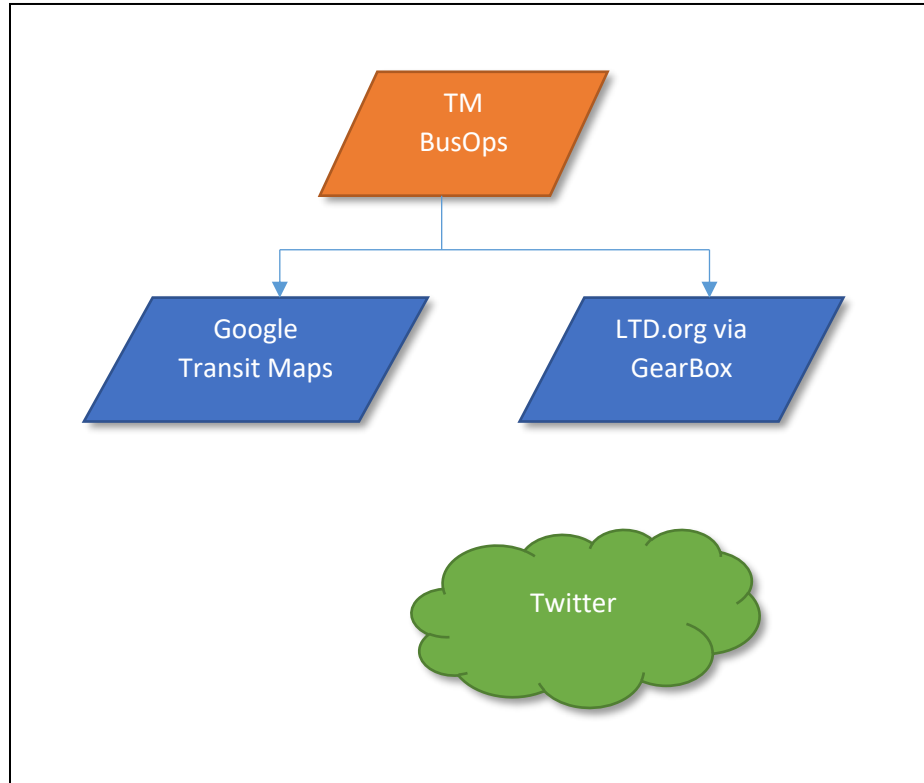 TM
BusOps
Google
Transit Maps
LTD.org via
GearBox
Twitter